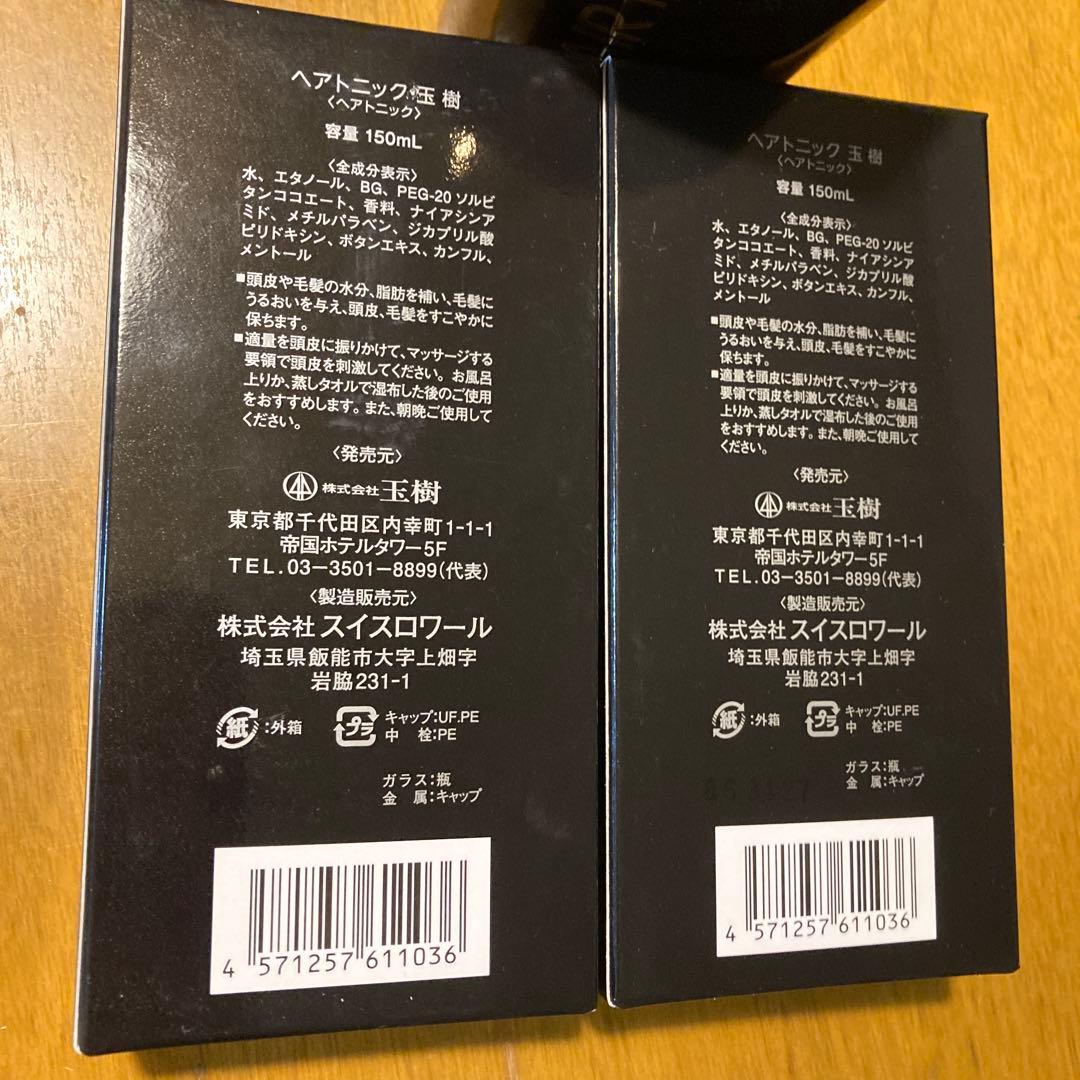 ヘアトニック 玉樹
〈ヘアトニック〉
容量 150mL
〈全成分表示〉
水、エタノール、BG、PEG-20 ソルビ
タンココエート、香料、ナイアシンア
ミド、メチルパラベン、ジカプリル酸
ピリドキシン、ボタンエキス、カンフル、
メントール
■頭皮や毛髪の水分、脂肪を補い、毛髪に
うるおいを与え、頭皮、毛髪をすこやかに
保ちます。
■適量を頭皮に振りかけて、マッサージする
要領で頭皮を刺激してください。お風呂
上りか、蒸しタオルで湿布した後のご使用
をおすすめします。また、朝晩ご使用して
ください。
〈発売元〉
株式会社 玉樹
東京都千代田区内幸町1-1-1
帝国ホテルタワー5F
TEL.03-3501-8899(代表)
〈製造販売元〉
株式会社 スイスロワール
埼玉県飯能市大字上畑字
岩脇231-1
紙:外箱
プラ キャップ:UF.PE
中 栓:PE
ガラス:瓶
金 属:キャップ
4 571257 611036
ヘアトニック 玉樹
〈ヘアトニック〉
容量 150mL
〈全成分表示〉
水、エタノール、BG、PEG-20 ソルビ
タンココエート、香料、ナイアシンア
ミド、メチルパラベン、ジカプリル酸
ピリドキシン、ボタンエキス、カンフル、
メントール
■頭皮や毛髪の水分、脂肪を補い、毛髪に
うるおいを与え、頭皮、毛髪をすこやかに
保ちます。
■適量を頭皮に振りかけて、マッサージする
要領で頭皮を刺激してください。お風呂
上りか、蒸しタオルで湿布した後のご使用
をおすすめします。また、朝晩ご使用して
ください。
〈発売元〉
株式会社 玉樹
東京都千代田区内幸町1-1-1
帝国ホテルタワー5F
TEL.03-3501-8899(代表)
〈製造販売元〉
株式会社 スイスロワール
埼玉県飯能市大字上畑字
岩脇231-1
紙:外箱
プラ キャップ:UF.PE
中 栓:PE
ガラス:瓶
金 属:キャップ
4 571257 611036